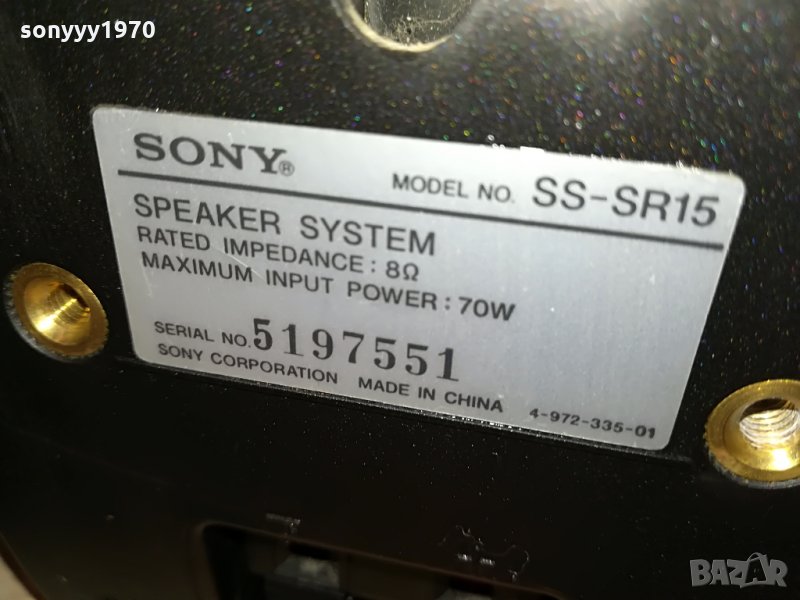 sonyyy1970
SONY®
MODEL NO. SS-SR15
SPEAKER SYSTEM
RATED IMPEDANCE : 8Ω
MAXIMUM INPUT POWER : 70W
SERIAL NO. 5197551
SONY CORPORATION MADE IN CHINA 4-972-335-01
BAZAR